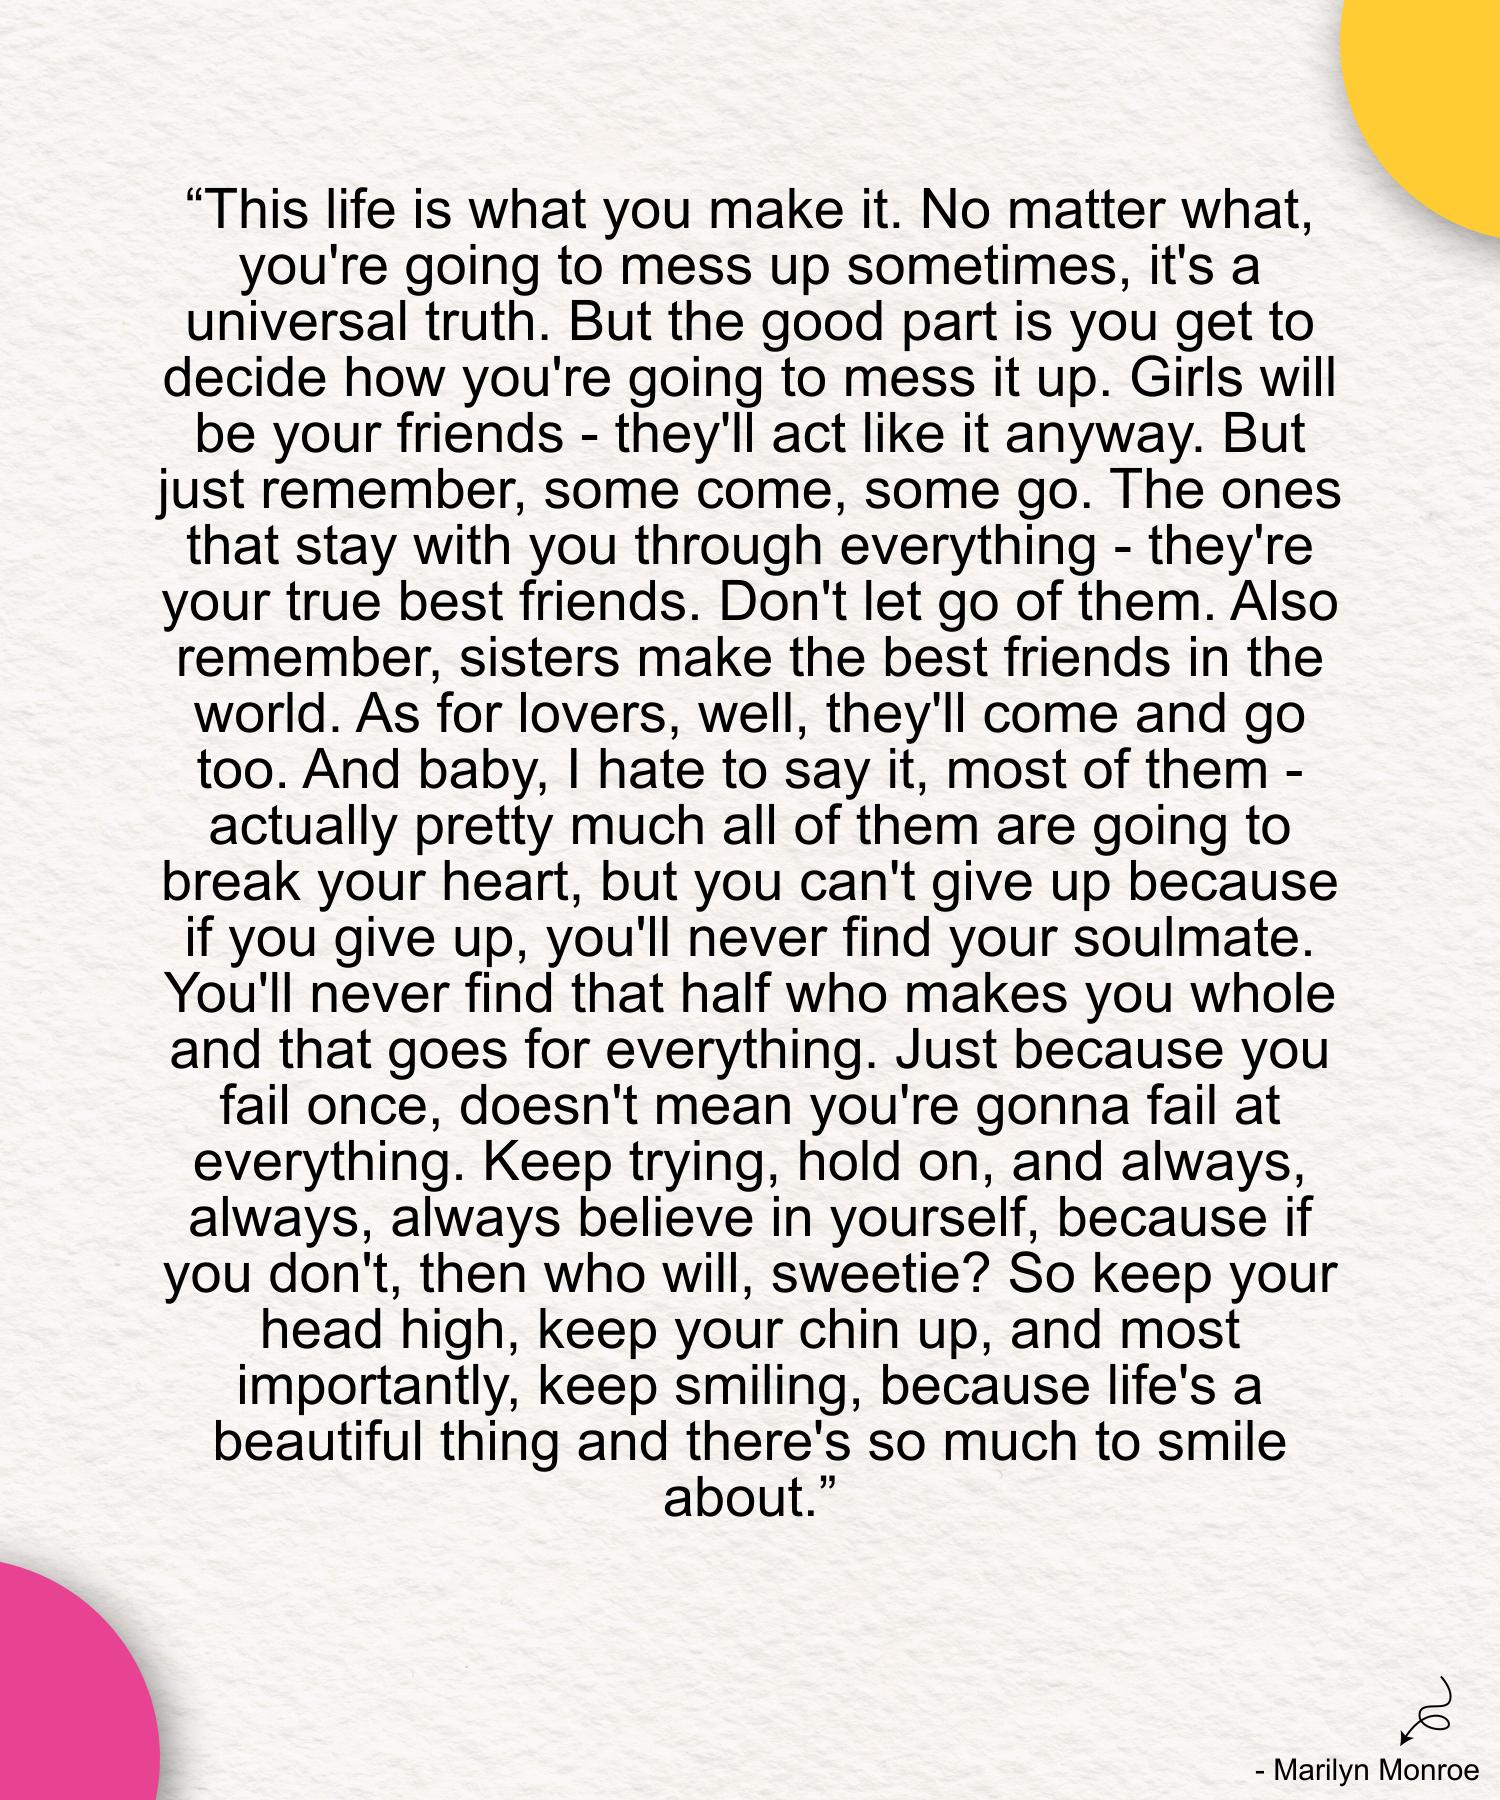 “This life is what you make it. No matter what,
you're going to mess up sometimes, it's a
universal truth. But the good part is you get to
decide how you're going to mess it up. Girls will
be your friends - they'll act like it anyway. But
just remember, some come, some go. The ones
that stay with you through everything - they're
your true best friends. Don't let go of them. Also
remember, sisters make the best friends in the
world. As for lovers, well, they'll come and go
too. And baby, I hate to say it, most of them -
actually pretty much all of them are going to
break your heart, but you can't give up because
if you give up, you'll never find your soulmate.
You'll never find that half who makes you whole
and that goes for everything. Just because you
fail once, doesn't mean you're gonna fail at
everything. Keep trying, hold on, and always,
always, always believe in yourself, because if
you don't, then who will, sweetie? So keep your
head high, keep your chin up, and most
importantly, keep smiling, because life's a
beautiful thing and there's so much to smile
about.”
- Marilyn Monroe